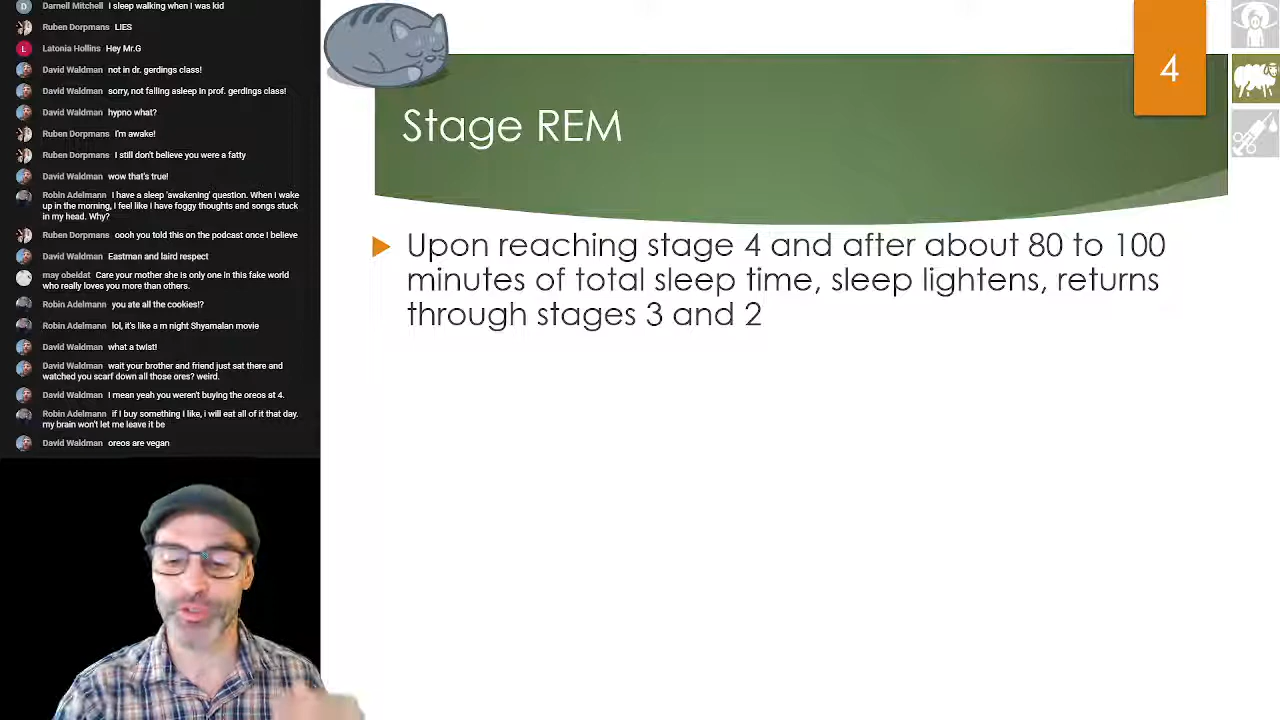 Darnell Mitchell I sleep walking when I was kid
Ruben Dorpmans LIES
L Latonia Hollins Hey Mr.G
David Waldman not in dr. gerdings class!
David Waldman sorry, not falling asleep in prof. gerdings class!
David Waldman hypno what?
Ruben Dorpmans I'm awake!
Ruben Dorpmans I still don't believe you were a fatty
David Waldman wow that's true!
Robin Adelmann I have a sleep 'awakening' question. When I wake
up in the morning, I feel like i have foggy thoughts and songs stuck
in my head. Why?
Ruben Dorpmans oooh you told this on the podcast once I believe
David Waldman Eastman and laird respect
may obeidat Care your mother she is only one in this fake world
who really loves you more than others.
Robin Adelmann you ate all the cookies!?
Robin Adelmann lol, it's like a m night Shyamalan movie
David Waldman what a twist!
David Waldman wait your brother and friend just sat there and
watched you scarf down all those ores? weird.
David Waldman I mean yeah you weren't buying the oreos at 4.
Robin Adelmann if I buy something I like, i will eat all of it that day.
my brain won't let me leave it be
David Waldman oreos are vegan
4
Stage REM
Upon reaching stage 4 and after about 80 to 100
minutes of total sleep time, sleep lightens, returns
through stages 3 and 2